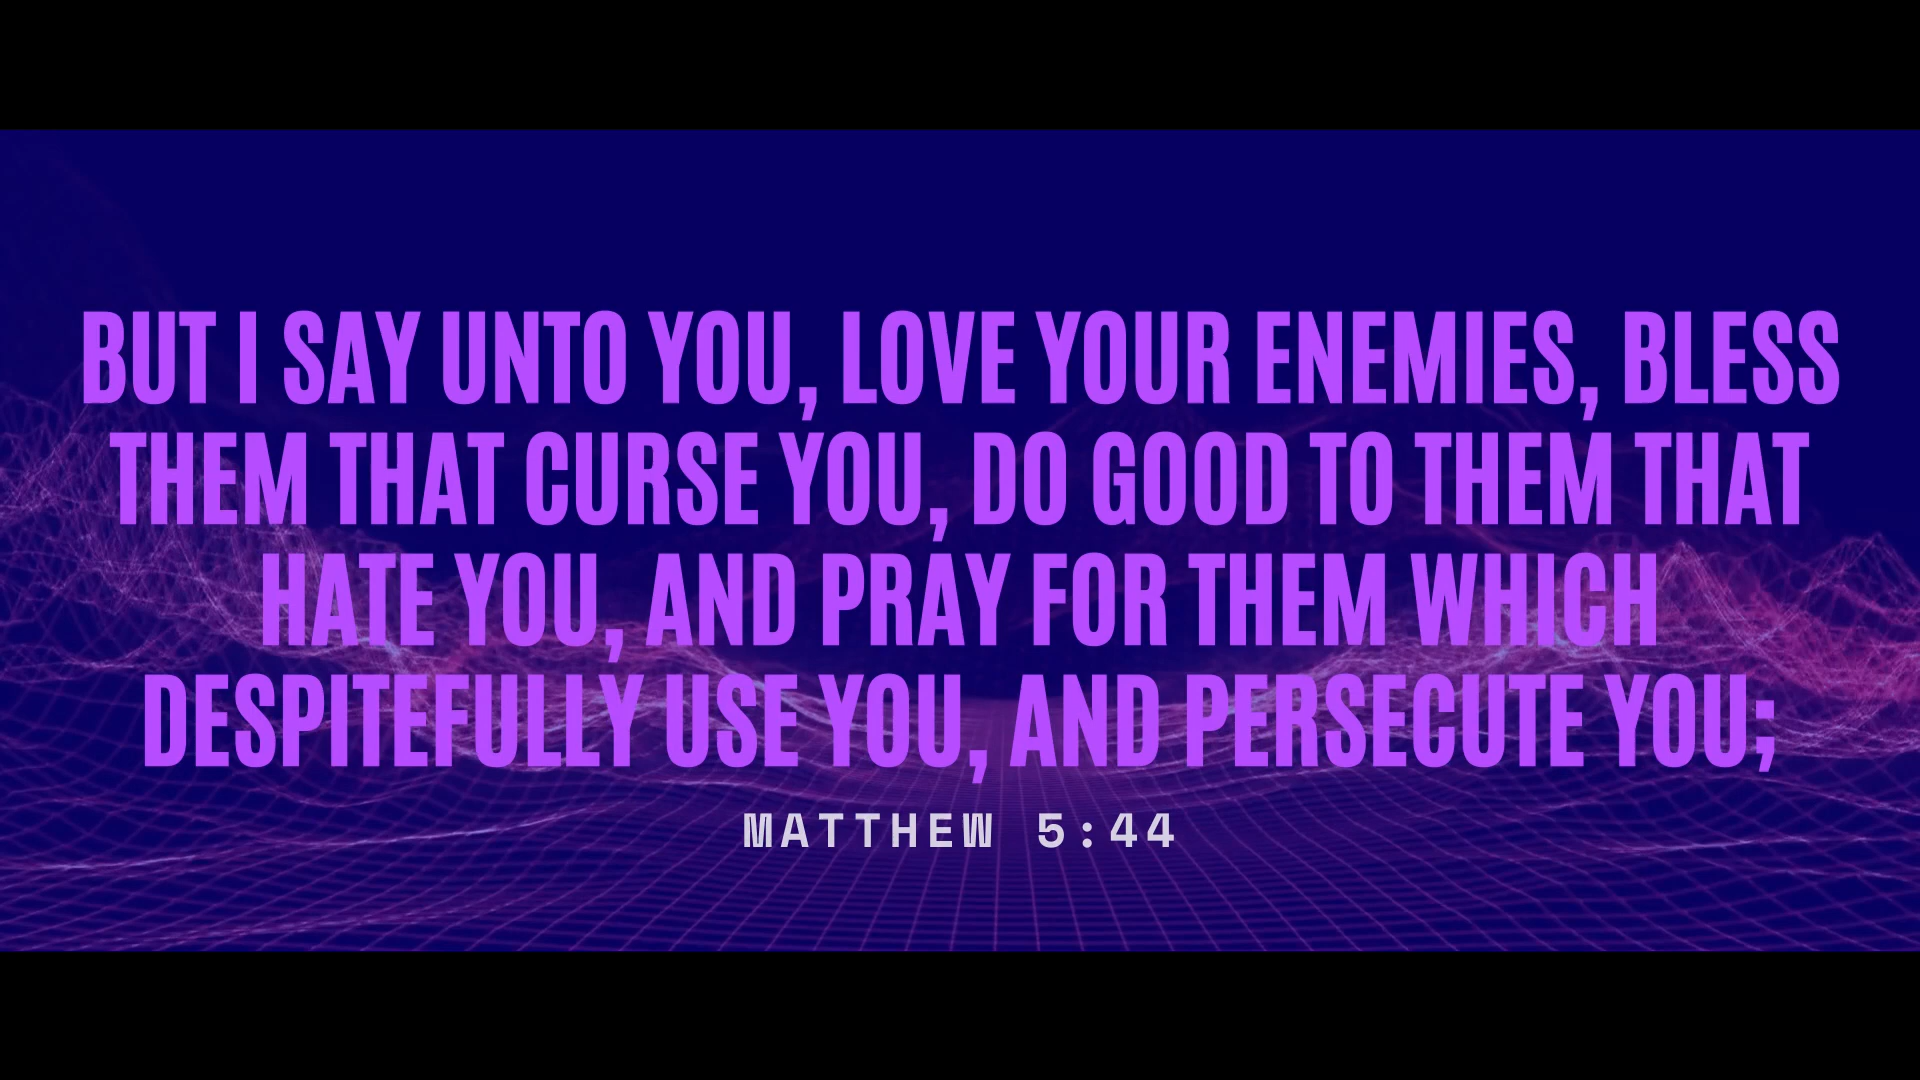 BUT I SAY UNTO YOU, LOVE YOUR ENEMIES, BLESS
THEM THAT CURSE YOU, DO GOOD TO THEM THAT
HATE YOU, AND PRAY FOR THEM WHICH
DESPITEFULLY USE YOU, AND PERSECUTE YOU;
MATTHEW 5:44